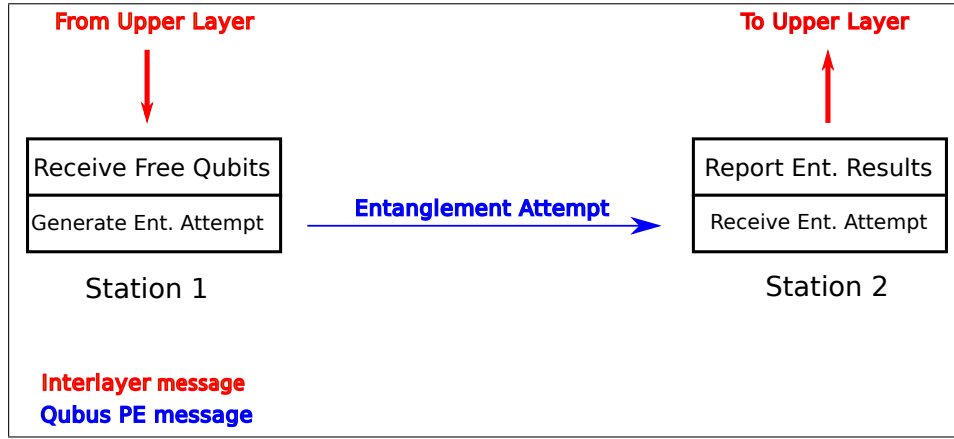 From Upper Layer
To Upper Layer
Receive Free Qubits
Report Ent. Results
Generate Ent. Attempt
Entanglement Attempt
Receive Ent. Attempt
Station 1
Station 2
Interlayer message
Qubus PE message